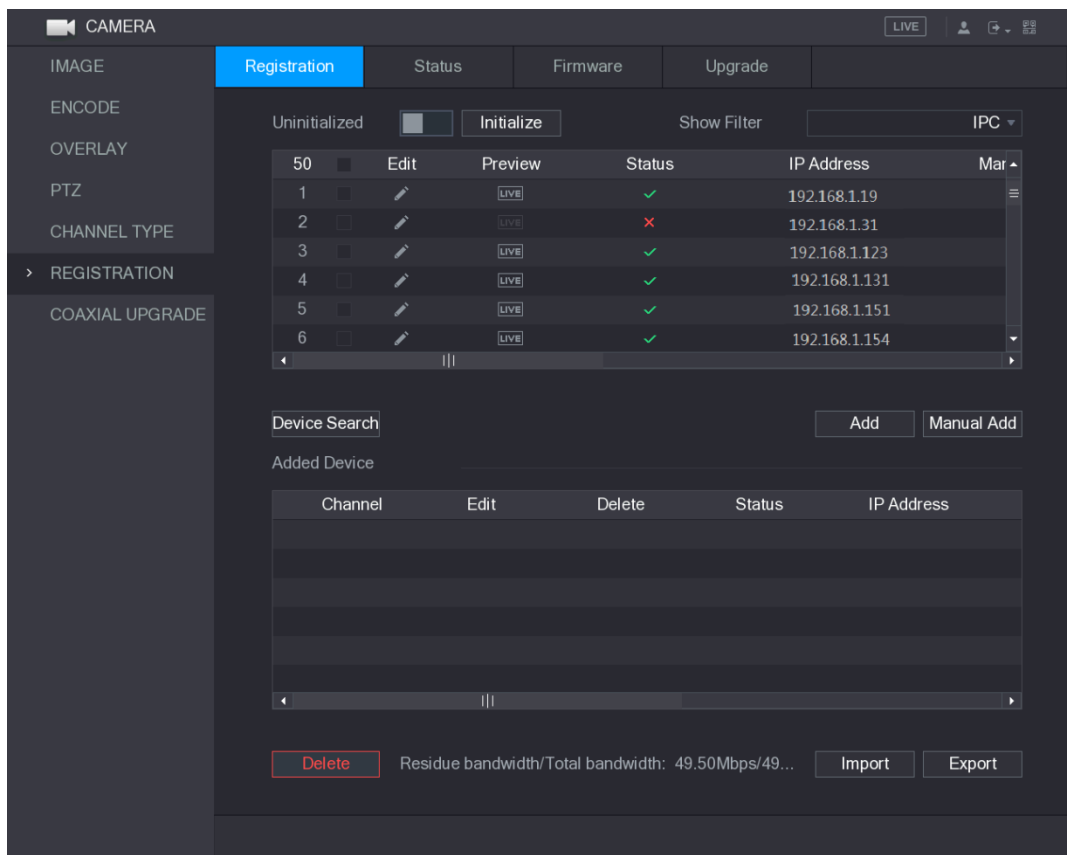 CAMERA LIVE
IMAGE
ENCODE
OVERLAY
PTZ
CHANNEL TYPE
REGISTRATION
COAXIAL UPGRADE
Registration Status Firmware Upgrade
Uninitialized Initialize Show Filter IPC
50 Edit Preview Status IP Address Mar
1 LIVE 192.168.1.19
2 LIVE 192.168.1.31
3 LIVE 192.168.1.123
4 LIVE 192.168.1.131
5 LIVE 192.168.1.151
6 LIVE 192.168.1.154
Device Search Add Manual Add
Added Device
Channel Edit Delete Status IP Address
Delete Residue bandwidth/Total bandwidth: 49.50Mbps/49... Import Export